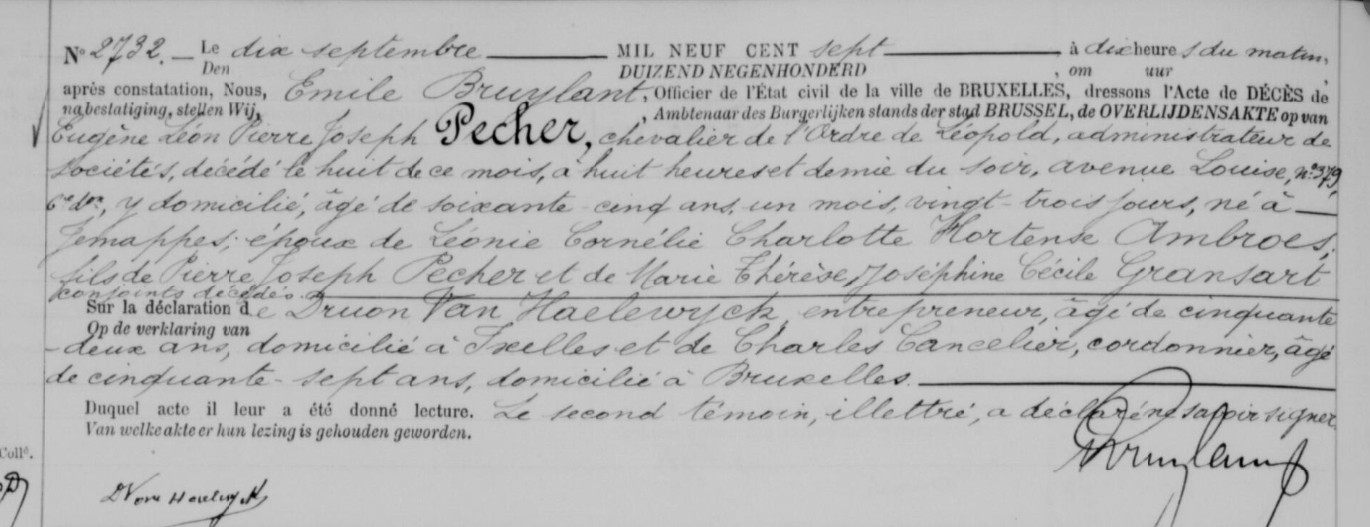 N° 2732. — Le dix septembre — MIL NEUF CENT sept — à dix heures du matin,
Den DUIZEND NEGENHONDERD , om uur
après constatation, Nous, Emile Bruylant, Officier de l'État civil de la ville de BRUXELLES, dressons l'Acte de DÉCÈS de
na bestatiging, stellen Wij, , Ambtenaar des Burgerlijken stands der stad BRUSSEL, de OVERLIJDENSAKTE op van
Eugène Léon Pierre Joseph Pecher, chevalier de l'Ordre de Léopold, administrateur de
sociétés, décédé le huit de ce mois, à huit heures et demie du soir, avenue Louise, n° 379,
6e don, y domicilié, âgé de soixante-cinq ans, un mois, vingt-trois jours, né à —
Jemappes; époux de Léonie Cornélie Charlotte Hortense Ambroes;
fils de Pierre Joseph Pecher et de Marie Thérèse Joséphine Cécile Gransart
conjoints décédés. —
Sur la déclaration de Druon Van Haelewyck, entrepreneur, âgé de cinquante
Op de verklaring van
-deux ans, domicilié à Ixelles et de Charles Cancelier, cordonnier, âgé
de cinquante-sept ans, domicilié à Bruxelles. —
Duquel acte il leur a été donné lecture. Le second témoin, illettré, a déclaré ne savoir signer.
Van welke akte er hun lezing is gehouden geworden.
Collé.
DVan Haelewyck
Bruylant